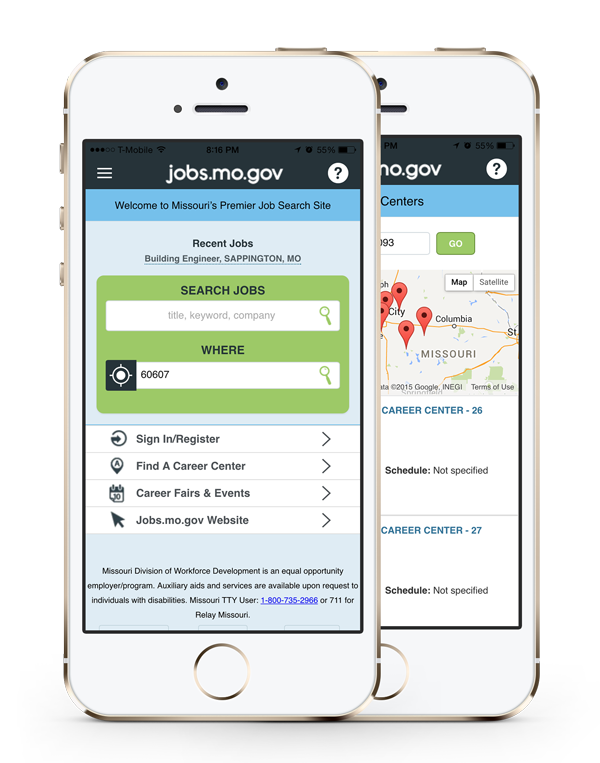 T-Mobile 8:16 PM 55%
jobs.mo.gov ?
Welcome to Missouri's Premier Job Search Site
Recent Jobs
Building Engineer, SAPPINGTON, MO
SEARCH JOBS
title, keyword, company
WHERE
60607
Sign In/Register
Find A Career Center
10
Career Fairs & Events
Jobs.mo.gov Website
Missouri Division of Workforce Development is an equal opportunity
employer/program. Auxiliary aids and services are available upon request to
individuals with disabilities. Missouri TTY User: 1-800-735-2966 or 711 for
Relay Missouri.
PM 55%
no.gov ?
Centers
093 GO
Map Satellite
ph
City
Columbia
St.
MISSOURI
ata ©2015 Google, INEGI Terms of Use
Springfield
CAREER CENTER - 26
Schedule: Not specified
CAREER CENTER - 27
Schedule: Not specified